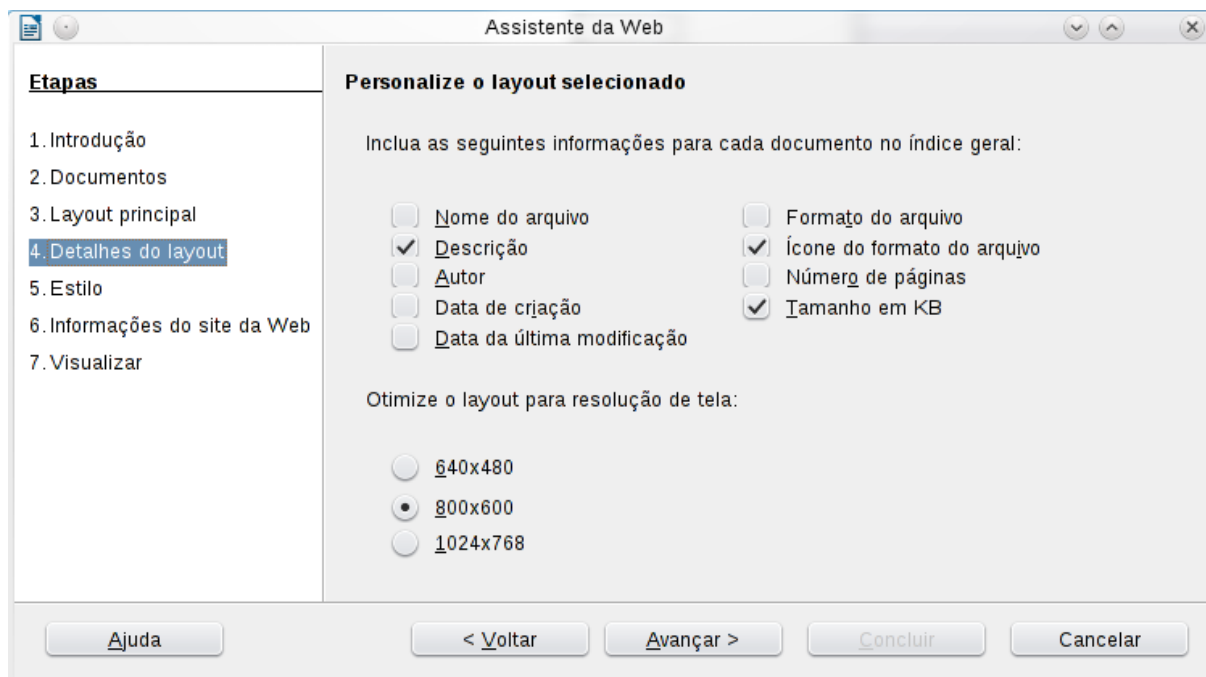 Assistente da Web
Etapas
1. Introdução
2. Documentos
3. Layout principal
4. Detalhes do layout
5. Estilo
6. Informações do site da Web
7. Visualizar
Personalize o layout selecionado
Inclua as seguintes informações para cada documento no índice geral:
Nome do arquivo
Descrição
Autor
Data de criação
Data da última modificação
Formato do arquivo
Ícone do formato do arquivo
Número de páginas
Tamanho em KB
Otimize o layout para resolução de tela:
640x480
800x600
1024x768
Ajuda
< Voltar
Avançar >
Concluir
Cancelar